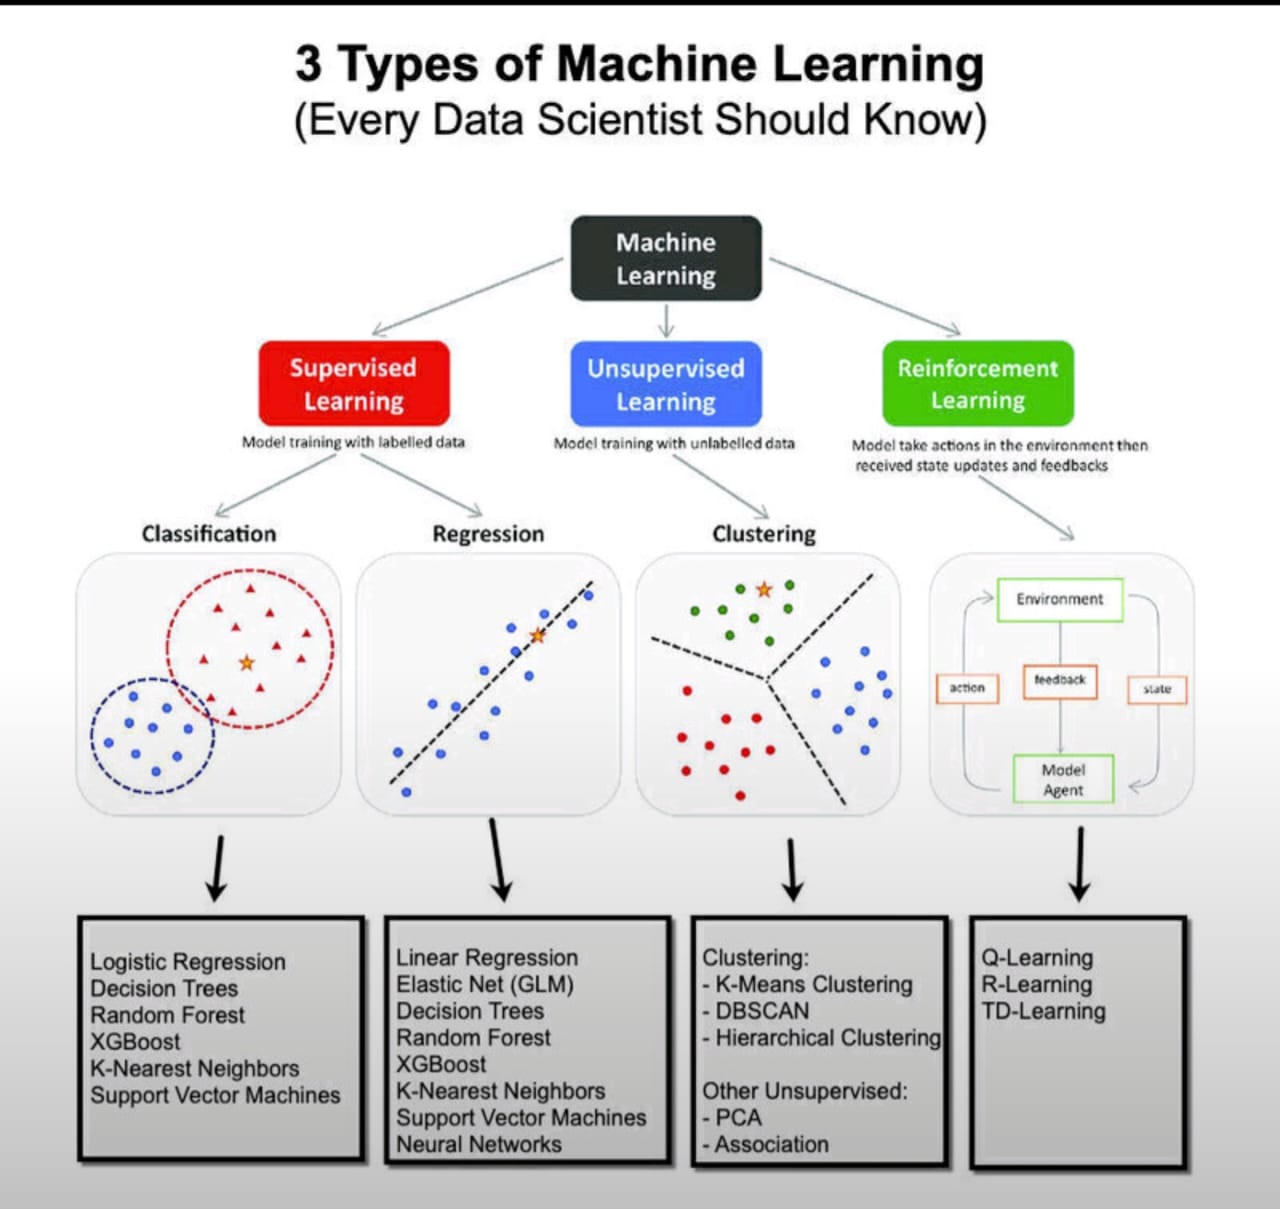 3 Types of Machine Learning
(Every Data Scientist Should Know)
Machine
Learning
Supervised
Learning
Unsupervised
Learning
Reinforcement
Learning
Model training with labelled data
Model training with unlabelled data
Model take actions in the environment then
received state updates and feedbacks
Classification
Regression
Clustering
Environment
action
feedback
state
Model
Agent
Logistic Regression
Decision Trees
Random Forest
XGBoost
K-Nearest Neighbors
Support Vector Machines
Linear Regression
Elastic Net (GLM)
Decision Trees
Random Forest
XGBoost
K-Nearest Neighbors
Support Vector Machines
Neural Networks
Clustering:
- K-Means Clustering
- DBSCAN
- Hierarchical Clustering
Other Unsupervised:
- PCA
- Association
Q-Learning
R-Learning
TD-Learning